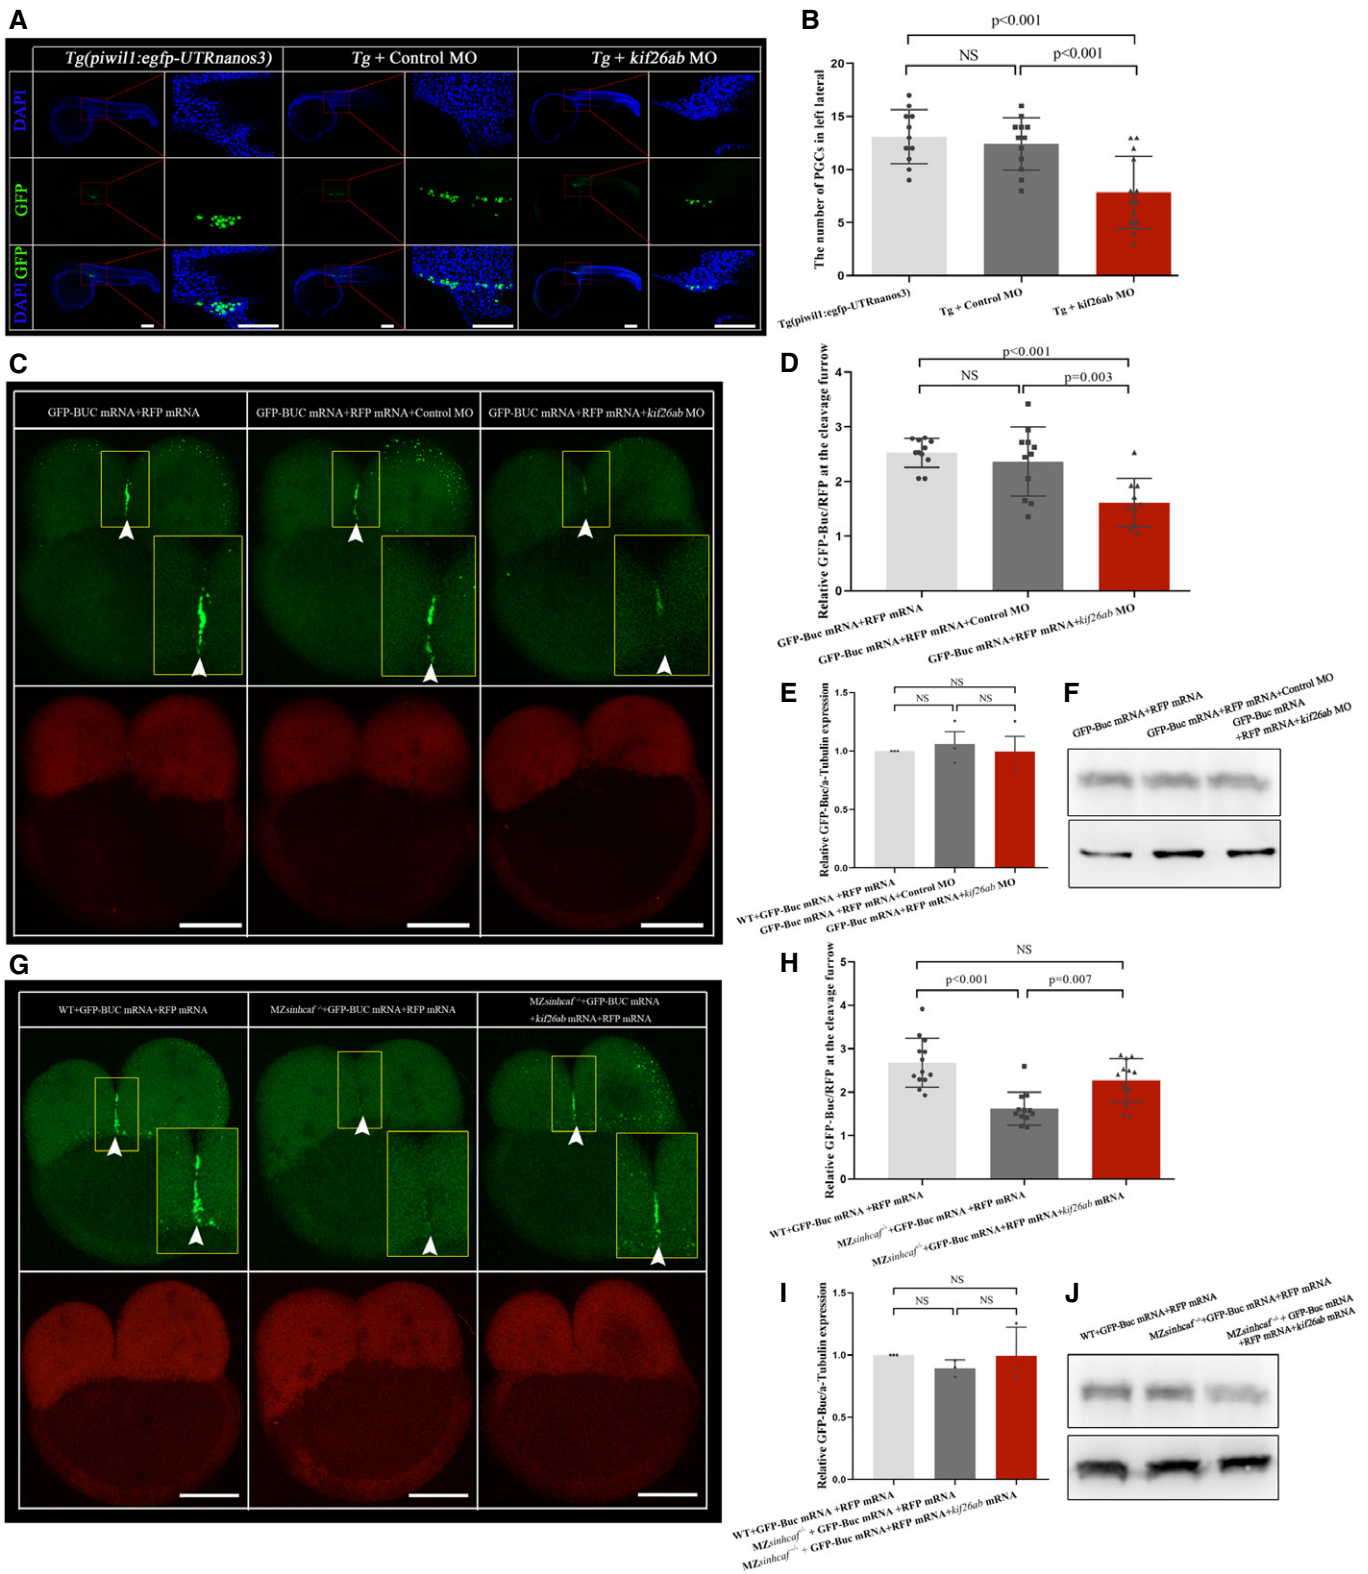 A
Tg(piwil1:egfp-UTRnanos3)
Tg + Control MO
Tg + kif26ab MO
DAPI
GFP
DAPI GFP
B
p<0.001
NS
p<0.001
The number of PGCs in left lateral
20
15
10
5
0
Tg(piwil1:egfp-UTRnanos3)
Tg + Control MO
Tg + kif26ab MO
C
GFP-BUC mRNA+RFP mRNA
GFP-BUC mRNA+RFP mRNA+Control MO
GFP-BUC mRNA+RFP mRNA+kif26ab MO
D
p<0.001
NS
p=0.003
Relative GFP-Buc/RFP at the cleavage furrow
4
3
2
1
0
GFP-Buc mRNA+RFP mRNA
GFP-Buc mRNA+RFP mRNA+Control MO
GFP-Buc mRNA+RFP mRNA+kif26ab MO
E
NS
NS
NS
Relative GFP-Buc/a-Tubulin expression
1.5
1.0
0.5
0.0
WT+GFP-Buc mRNA +RFP mRNA
GFP-Buc mRNA +RFP mRNA+Control MO
GFP-Buc mRNA+RFP mRNA+kif26ab MO
F
GFP-Buc mRNA+RFP mRNA
GFP-Buc mRNA+RFP mRNA+Control MO
GFP-Buc mRNA
+RFP mRNA+kif26ab MO
G
WT+GFP-BUC mRNA+RFP mRNA
MZsinhcaf-/-+GFP-BUC mRNA+RFP mRNA
MZsinhcaf-/-+GFP-BUC mRNA
+kif26ab mRNA+RFP mRNA
H
NS
p<0.001
p=0.007
Relative GFP-Buc/RFP at the cleavage furrow
5
4
3
2
1
0
WT+GFP-Buc mRNA +RFP mRNA
MZsinhcaf-/-+GFP-Buc mRNA +RFP mRNA
MZsinhcaf-/-+GFP-Buc mRNA+RFP mRNA+kif26ab mRNA
I
NS
NS
NS
Relative GFP-Buc/a-Tubulin expression
1.5
1.0
0.5
0.0
WT+GFP-Buc mRNA +RFP mRNA
MZsinhcaf-/- + GFP-Buc mRNA +RFP mRNA
MZsinhcaf-/- + GFP-Buc mRNA+RFP mRNA+kif26ab mRNA
J
WT+GFP-Buc mRNA+RFP mRNA
MZsinhcaf-/-+GFP-Buc mRNA+RFP mRNA
MZsinhcaf-/- + GFP-Buc mRNA
+RFP mRNA+kif26ab mRNA